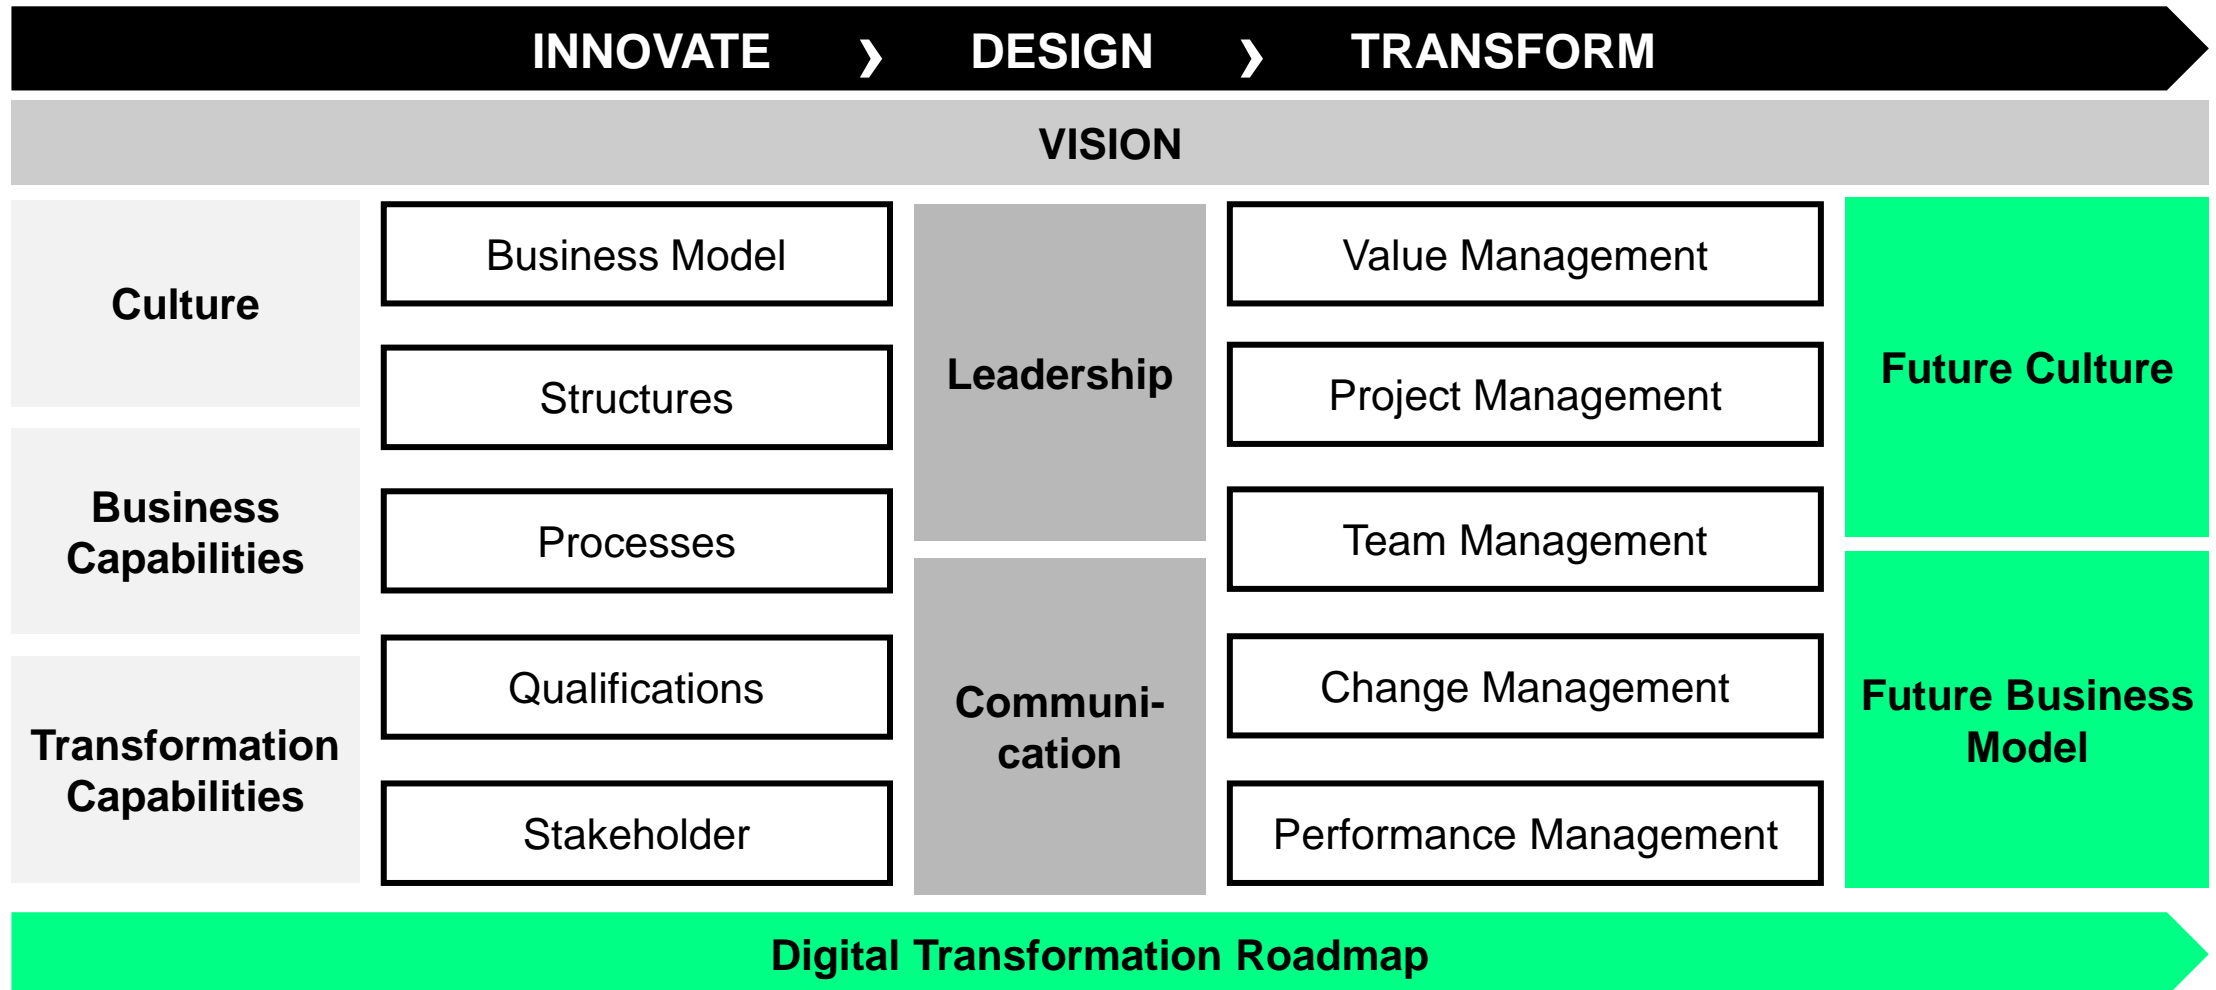 INNOVATE ❯ DESIGN ❯ TRANSFORM
VISION
Culture
Business
Capabilities
Transformation
Capabilities
Business Model
Structures
Processes
Qualifications
Stakeholder
Leadership
Communi-
cation
Value Management
Project Management
Team Management
Change Management
Performance Management
Future Culture
Future Business
Model
Digital Transformation Roadmap